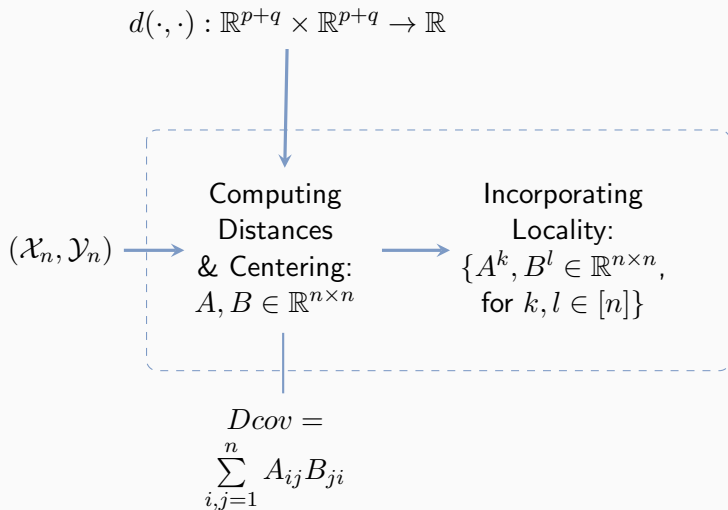 d(·, ·) : ℝ^{p+q} × ℝ^{p+q} → ℝ
(𝒳_n, 𝒴_n)
Computing
Distances
& Centering:
A, B ∈ ℝ^{n×n}
Incorporating
Locality:
{A^k, B^l ∈ ℝ^{n×n},
for k, l ∈ [n]}
Dcov =
∑_{i,j=1}^{n} A_{ij}B_{ji}